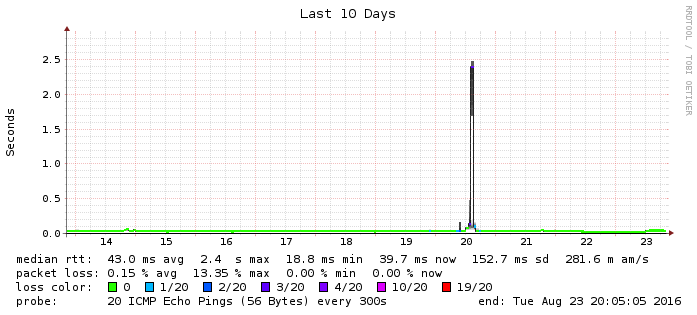 Last 10 Days
RRDTOOL / TOBI OETIKER
Seconds
2.5
2.0
1.5
1.0
0.5
0.0
14 15 16 17 18 19 20 21 22 23
median rtt: 43.0 ms avg 2.4 s max 18.8 ms min 39.7 ms now 152.7 ms sd 281.6 m am/s
packet loss: 0.15 % avg 13.35 % max 0.00 % min 0.00 % now
loss color: 0 1/20 2/20 3/20 4/20 10/20 19/20
probe: 20 ICMP Echo Pings (56 Bytes) every 300s end: Tue Aug 23 20:05:05 2016